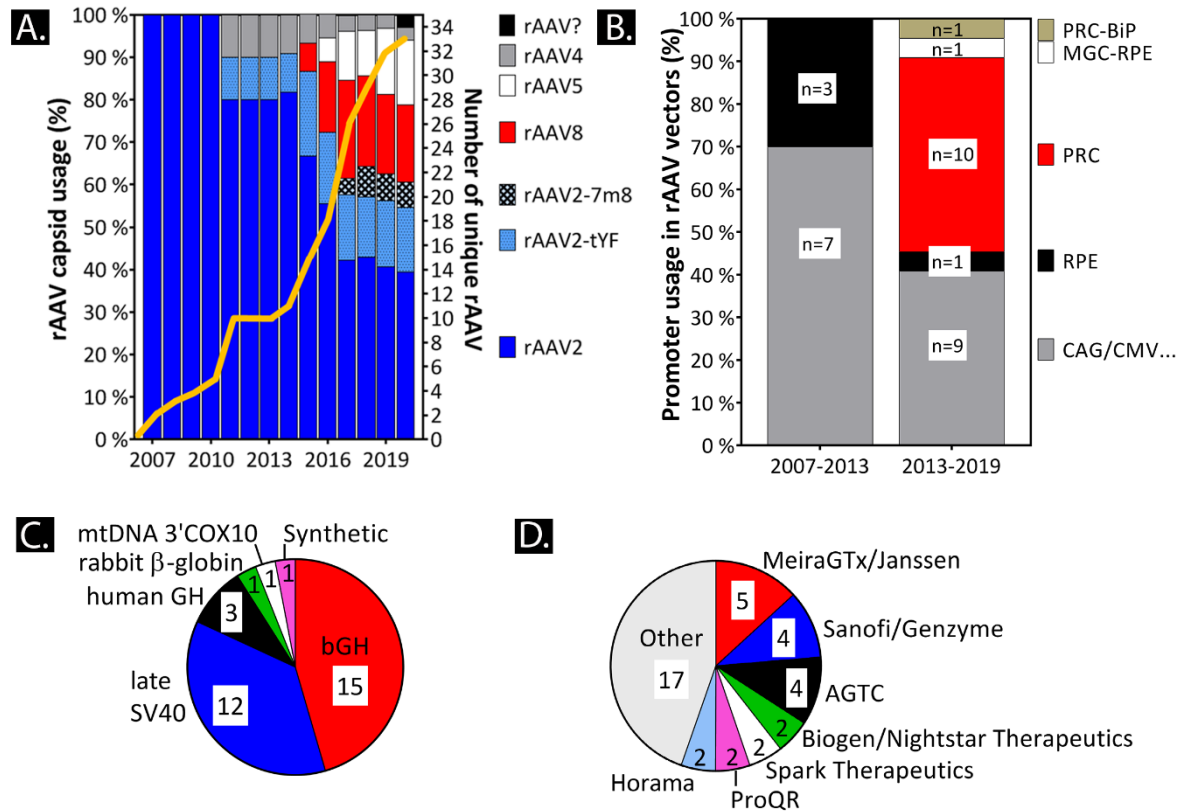 A.
rAAV capsid usage (%)
100 %
90 %
80 %
70 %
60 %
50 %
40 %
30 %
20 %
10 %
0 %
2007 2010 2013 2016 2019
34
32
30
28
26
24
22
20
18
16
14
12
10
8
6
4
2
0
Number of unique rAAV
rAAV?
rAAV4
rAAV5
rAAV8
rAAV2-7m8
rAAV2-tYF
rAAV2
B.
Promoter usage in rAAV vectors (%)
100 %
90 %
80 %
70 %
60 %
50 %
40 %
30 %
20 %
10 %
0 %
n=3
n=7
n=1
n=1
n=10
n=1
n=9
2007-2013 2013-2019
PRC-BiP
MGC-RPE
PRC
RPE
CAG/CMV...
C.
mtDNA 3'COX10
Synthetic
rabbit β-globin
human GH
late
SV40
bGH
1
1
1
3
12
15
D.
MeiraGTx/Janssen
5
Sanofi/Genzyme
4
AGTC
4
Biogen/Nightstar Therapeutics
2
Spark Therapeutics
2
ProQR
2
Horama
2
Other
17